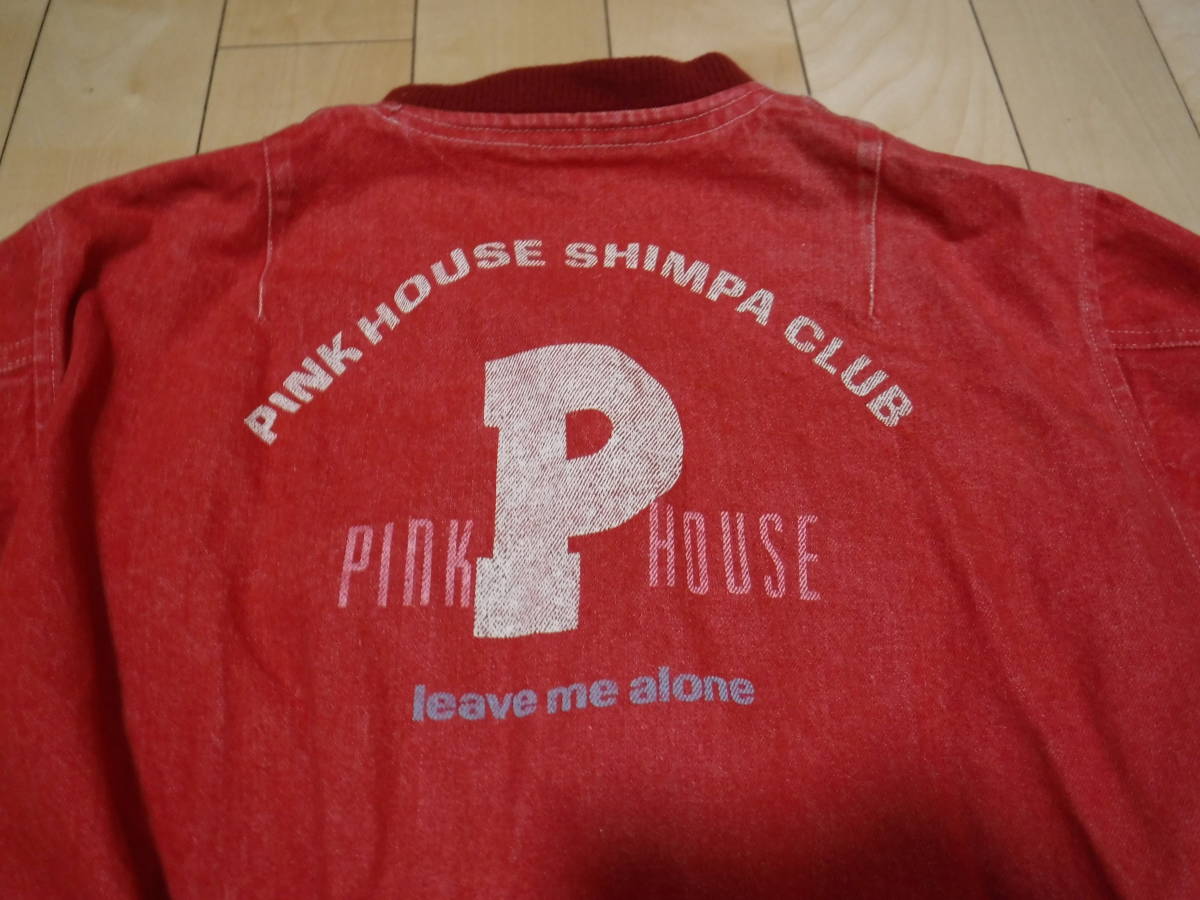 PINK HOUSE SHIMPA CLUB
P
PINK HOUSE
leave me alone